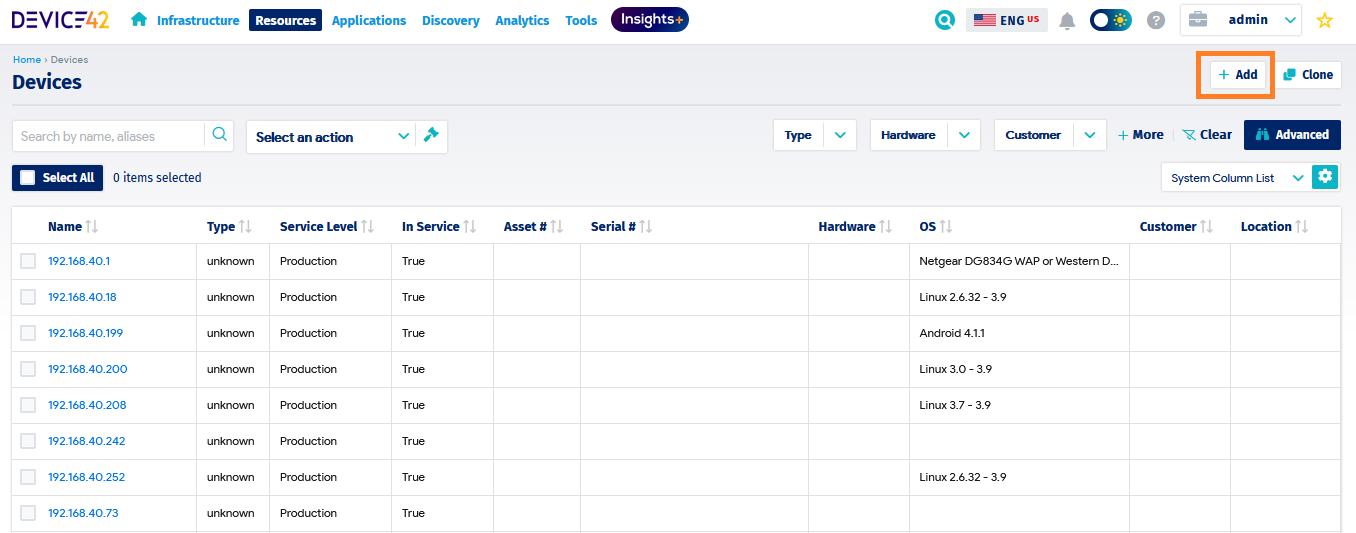 DEVICE42 Infrastructure Resources Applications Discovery Analytics Tools Insights+ ENG US ? admin
Home › Devices
Devices
+ Add Clone
Search by name, aliases Select an action Type Hardware Customer + More Clear Advanced
Select All 0 items selected System Column List
Name Type Service Level In Service Asset # Serial # Hardware OS Customer Location
192.168.40.1 unknown Production True Netgear DG834G WAP or Western D...
192.168.40.18 unknown Production True Linux 2.6.32 - 3.9
192.168.40.199 unknown Production True Android 4.1.1
192.168.40.200 unknown Production True Linux 3.0 - 3.9
192.168.40.208 unknown Production True Linux 3.7 - 3.9
192.168.40.242 unknown Production True
192.168.40.252 unknown Production True Linux 2.6.32 - 3.9
192.168.40.73 unknown Production True